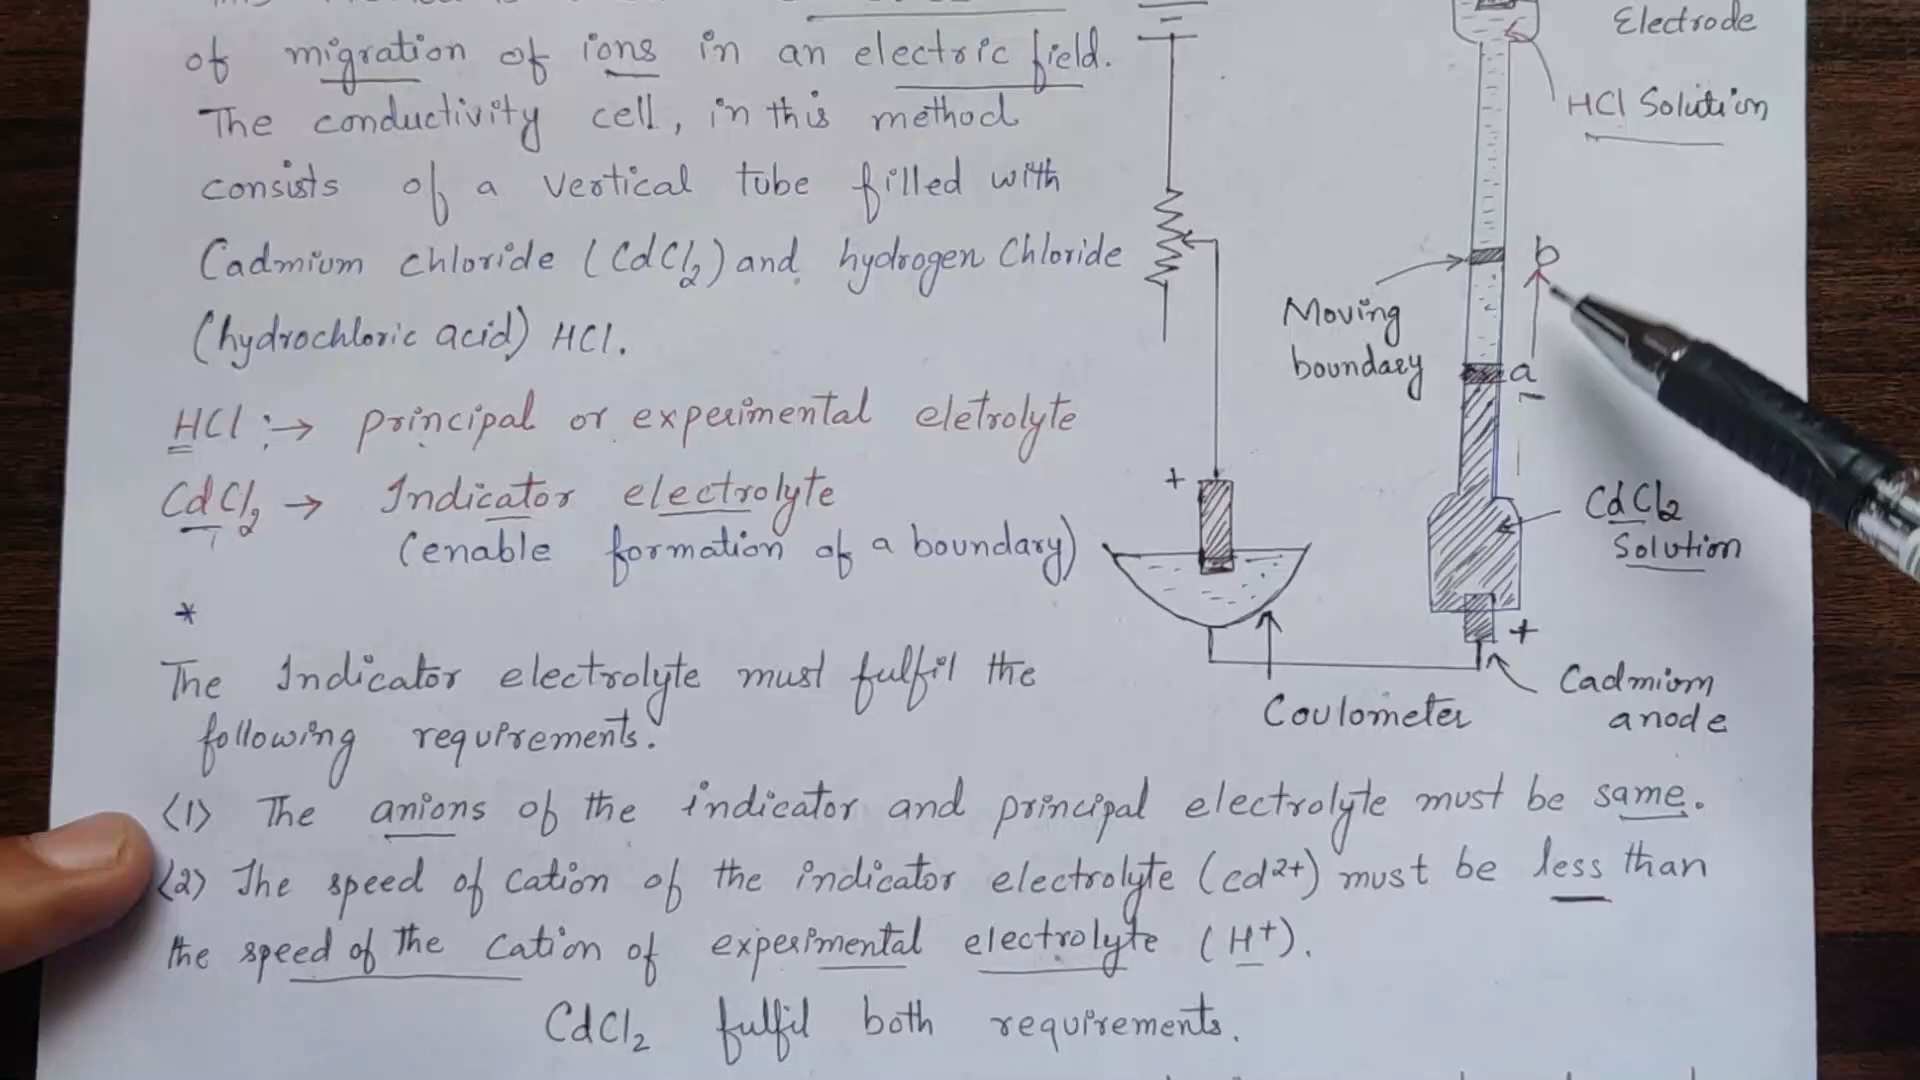 of migration of ions in an electric field.
The conductivity cell, in this method
consists of a vertical tube filled with
Cadmium chloride (CdCl2) and hydrogen Chloride
(hydrochloric acid) HCl.
HCl :→ principal or experimental eletrolyte
CdCl2 → Indicator electrolyte
(enable formation of a boundary)
*
The Indicator electrolyte must fulfil the
following requirements.
(1) The anions of the indicator and principal electrolyte must be same.
(2) The speed of cation of the indicator electrolyte (cd2+) must be less than
the speed of the cation of experimental electrolyte (H+).
CdCl2 fulfil both requirements.
Electrode
HCl Solution
b
Moving
boundary
a
+
CdCl2
Solution
+
Cadmium
anode
Coulometer